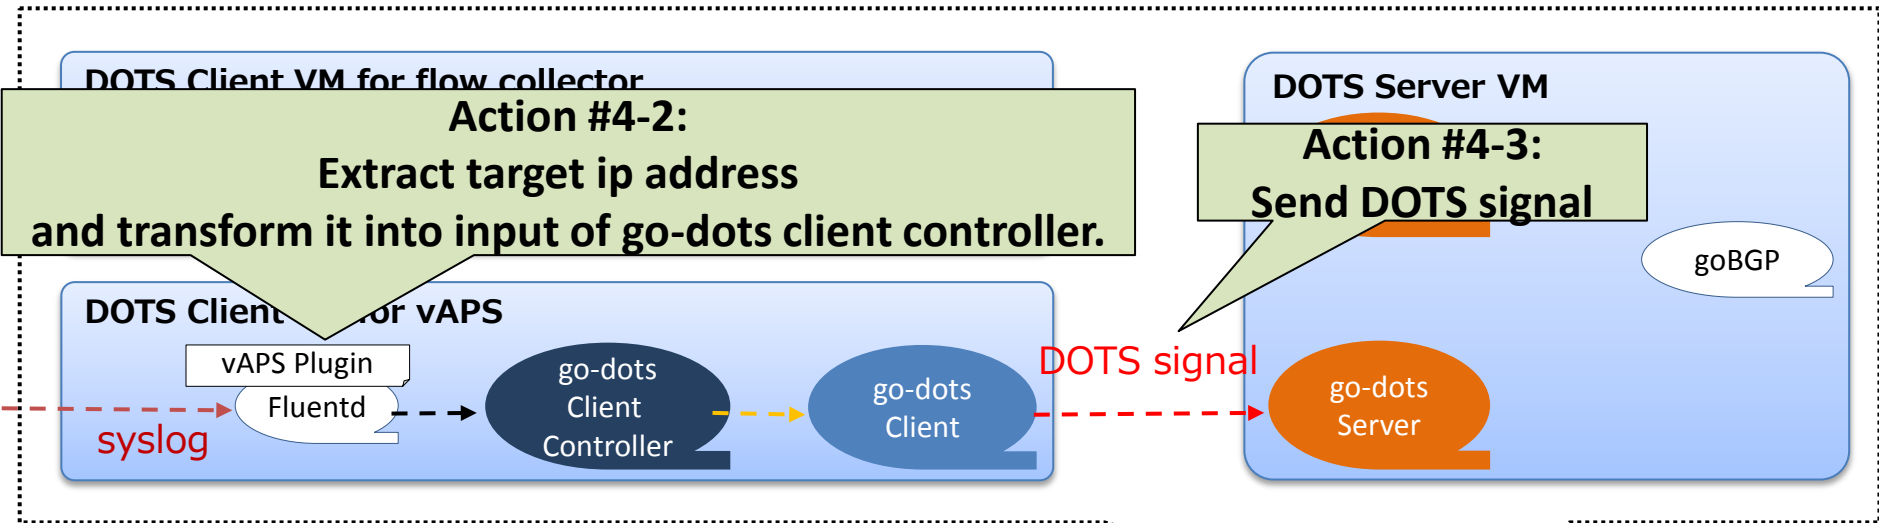 DOTS Client VM for flow collector
DOTS Server VM
Action #4-2:
Extract target ip address
and transform it into input of go-dots client controller.
Action #4-3:
Send DOTS signal
goBGP
DOTS Client for vAPS
vAPS Plugin
Fluentd
syslog
go-dots
Client
Controller
go-dots
Client
DOTS signal
go-dots
Server